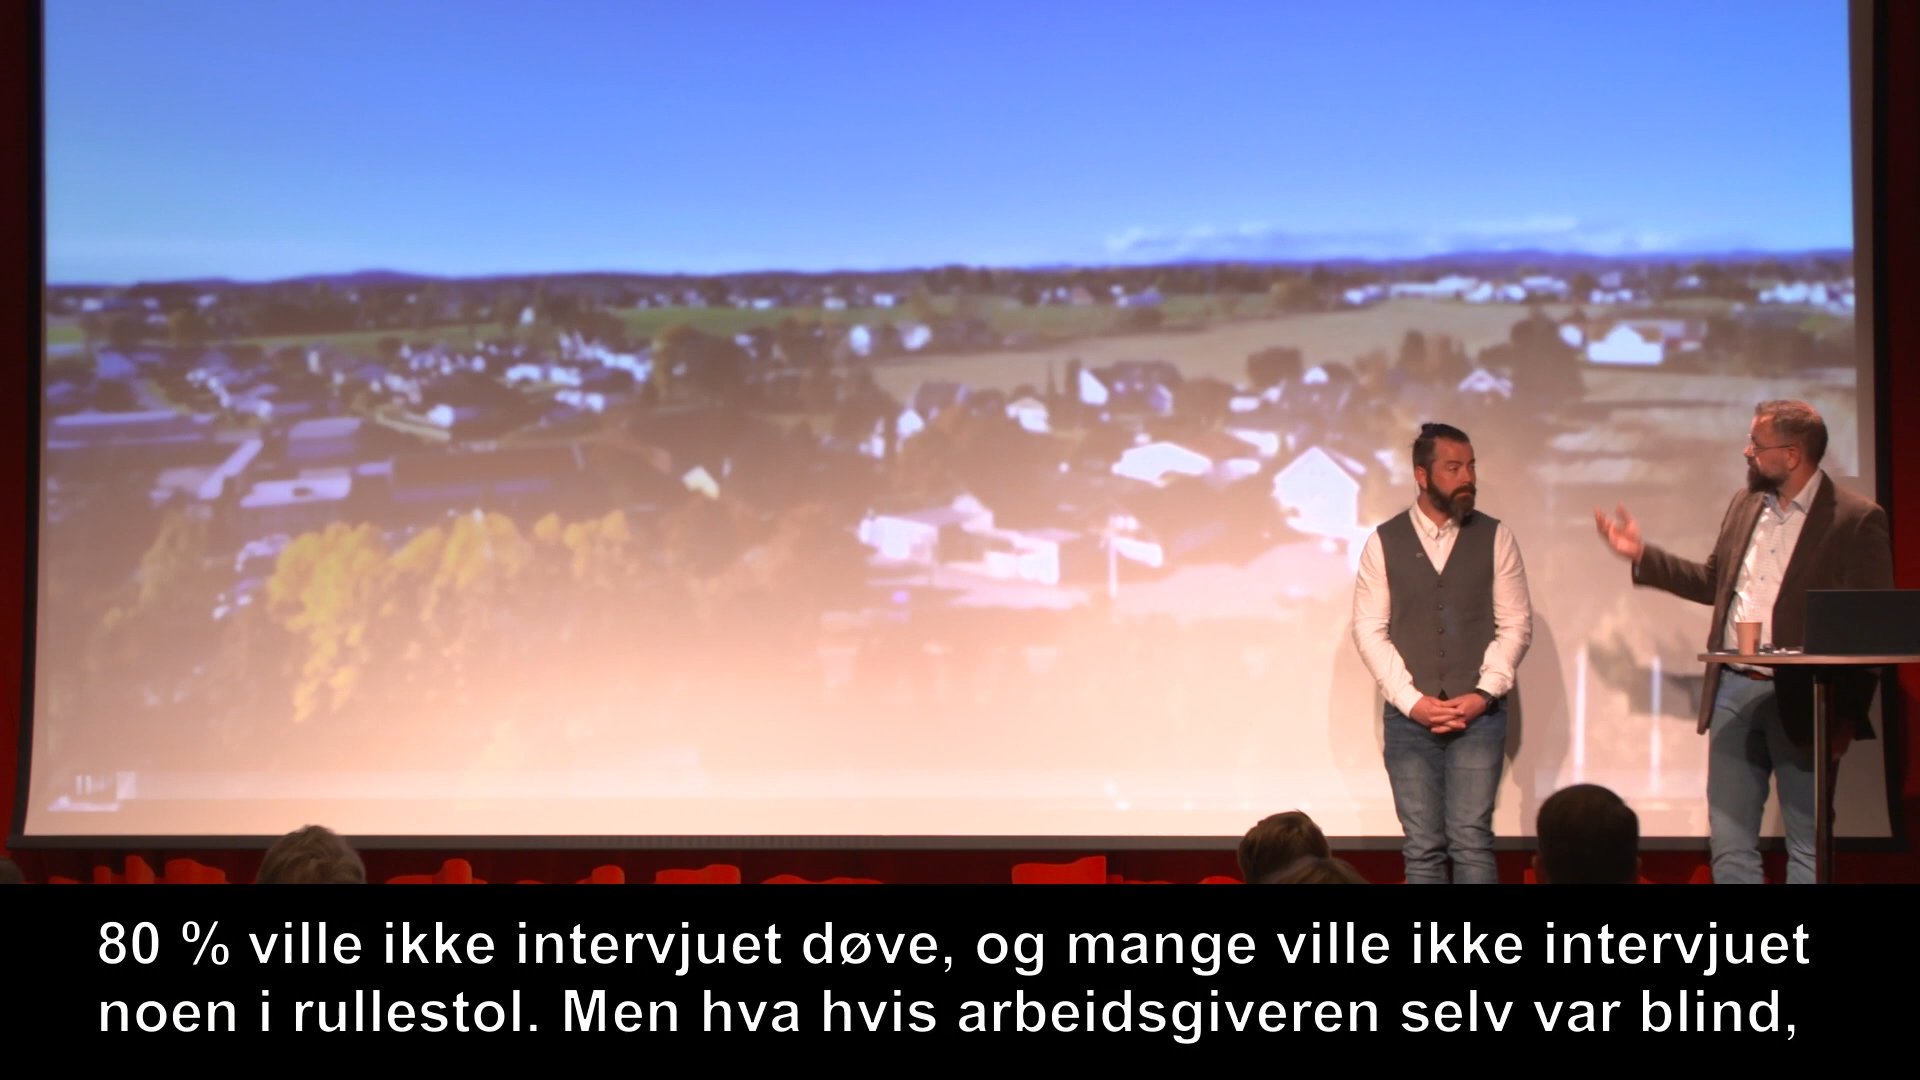 80 % ville ikke intervjuet døve, og mange ville ikke intervjuet
noen i rullestol. Men hva hvis arbeidsgiveren selv var blind,